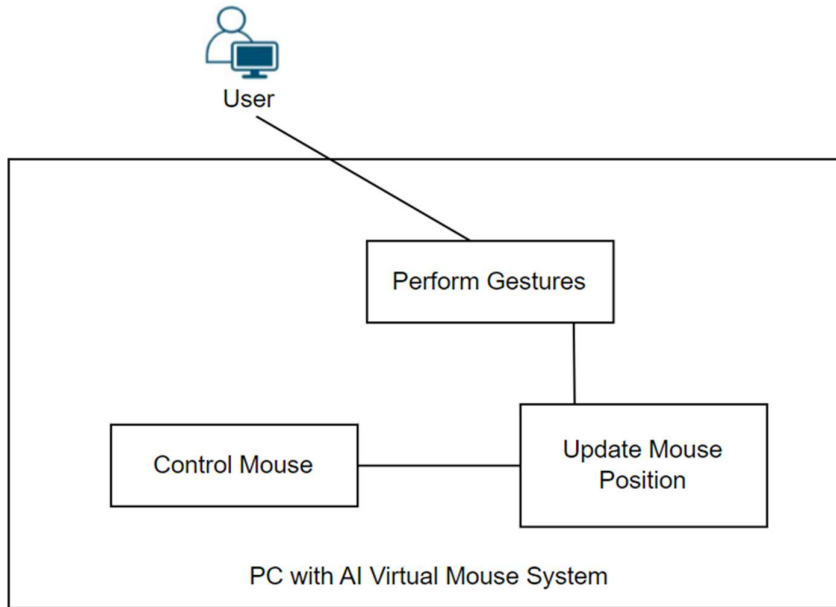 User
Perform Gestures
Control Mouse
Update Mouse
Position
PC with AI Virtual Mouse System